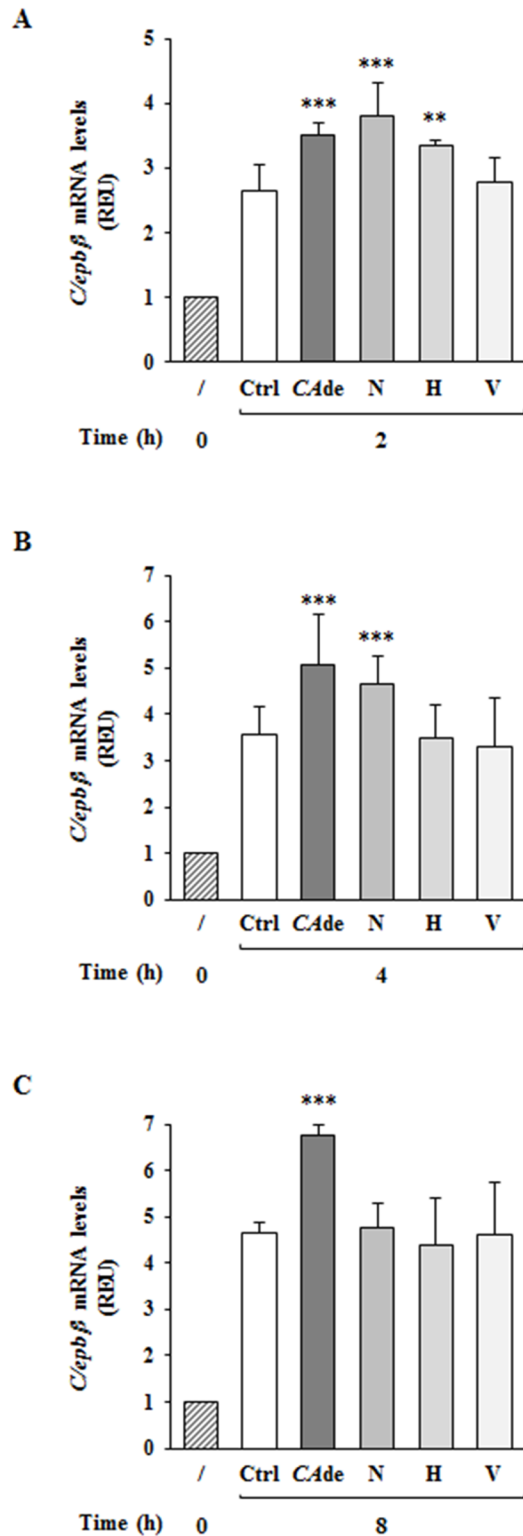 A
C/epbβ mRNA levels
(REU)
5
4
3
2
1
0
***
***
**
/ Ctrl CAde N H V
Time (h) 0 2
B
C/epbβ mRNA levels
(REU)
7
6
5
4
3
2
1
0
***
***
/ Ctrl CAde N H V
Time (h) 0 4
C
C/epbβ mRNA levels
(REU)
7
6
5
4
3
2
1
0
***
/ Ctrl CAde N H V
Time (h) 0 8